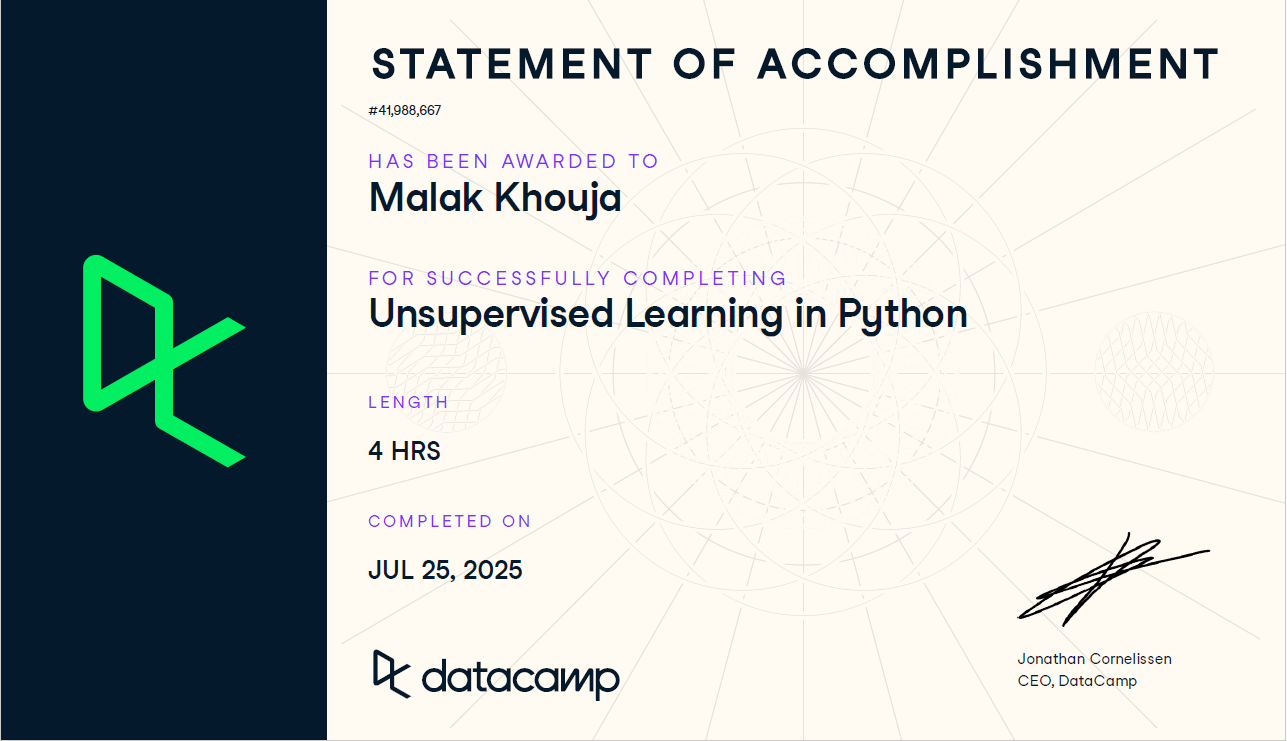 STATEMENT OF ACCOMPLISHMENT
#41,988,667
HAS BEEN AWARDED TO
Malak Khouja
FOR SUCCESSFULLY COMPLETING
Unsupervised Learning in Python
LENGTH
4 HRS
COMPLETED ON
JUL 25, 2025
datacamp
Jonathan Cornelissen
CEO, DataCamp